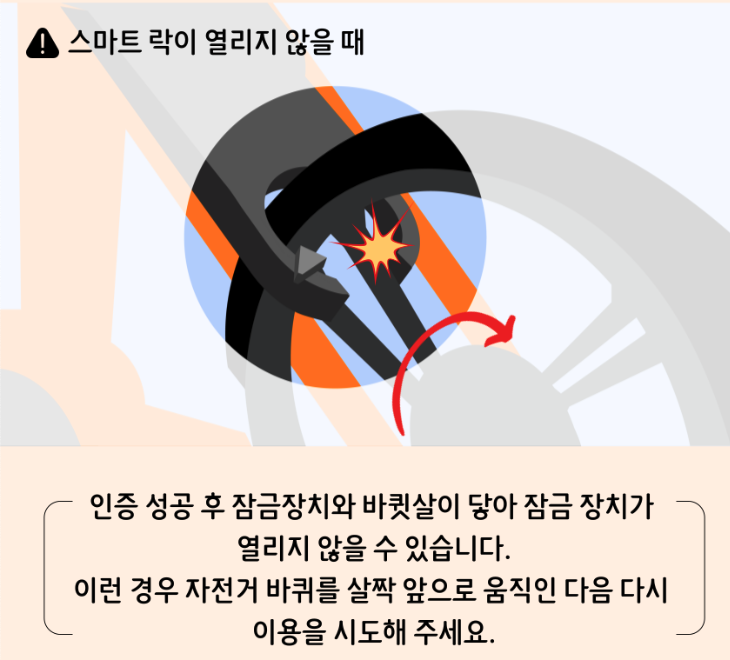 스마트 락이 열리지 않을 때
인증 성공 후 잠금장치와 바큇살이 닿아 잠금 장치가
열리지 않을 수 있습니다.
이런 경우 자전거 바퀴를 살짝 앞으로 움직인 다음 다시
이용을 시도해 주세요.